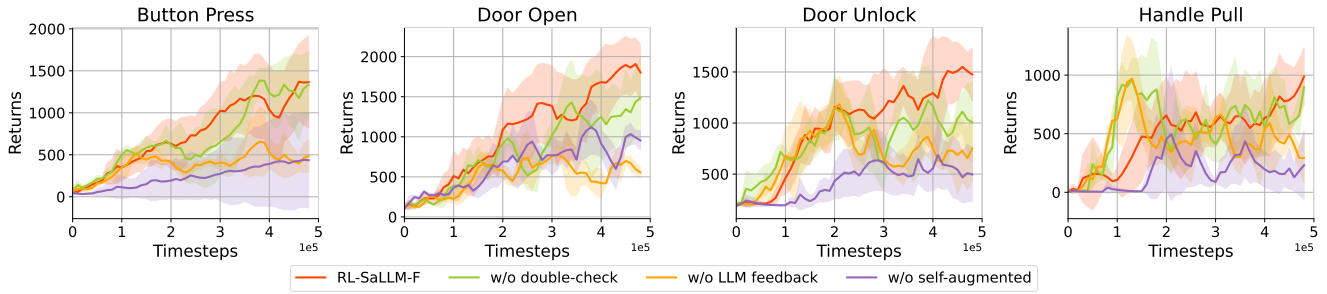 Button Press
Returns
2000
1500
1000
500
0
0 1 2 3 4 5
1e5
Timesteps
Door Open
Returns
2000
1500
1000
500
0
0 1 2 3 4 5
1e5
Timesteps
Door Unlock
Returns
1500
1000
500
0 1 2 3 4 5
1e5
Timesteps
Handle Pull
Returns
1000
500
0
0 1 2 3 4 5
1e5
Timesteps
RL-SaLLM-F w/o double-check w/o LLM feedback w/o self-augmented